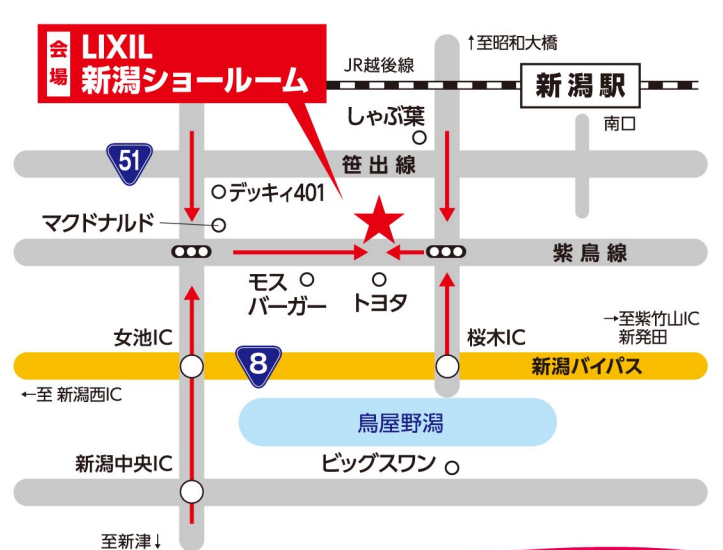 会場
LIXIL
新潟ショールーム
↑至昭和大橋
JR越後線
新潟駅
南口
しゃぶ葉
51
笹出線
デッキィ401
マクドナルド
紫鳥線
モス
バーガー
トヨタ
女池IC
桜木IC
→至紫竹山IC
新発田
8
新潟バイパス
←至 新潟西IC
鳥屋野潟
新潟中央IC
ビッグスワン
至新津↓